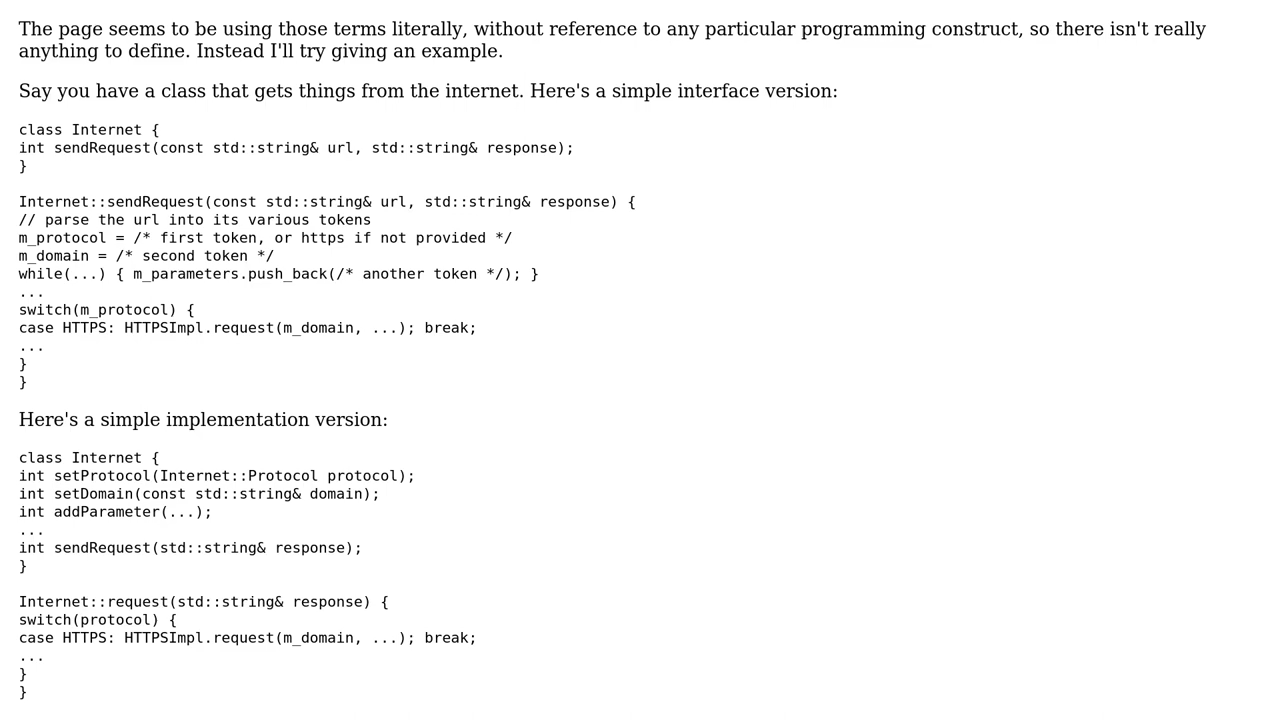 The page seems to be using those terms literally, without reference to any particular programming construct, so there isn't really
anything to define. Instead I'll try giving an example.
Say you have a class that gets things from the internet. Here's a simple interface version:
class Internet {
int sendRequest(const std::string& url, std::string& response);
}
Internet::sendRequest(const std::string& url, std::string& response) {
// parse the url into its various tokens
m_protocol = /* first token, or https if not provided */
m_domain = /* second token */
while(...) { m_parameters.push_back(/* another token */); }
...
switch(m_protocol) {
case HTTPS: HTTPSImpl.request(m_domain, ...); break;
...
}
}
Here's a simple implementation version:
class Internet {
int setProtocol(Internet::Protocol protocol);
int setDomain(const std::string& domain);
int addParameter(...);
...
int sendRequest(std::string& response);
}
Internet::request(std::string& response) {
switch(protocol) {
case HTTPS: HTTPSImpl.request(m_domain, ...); break;
...
}
}